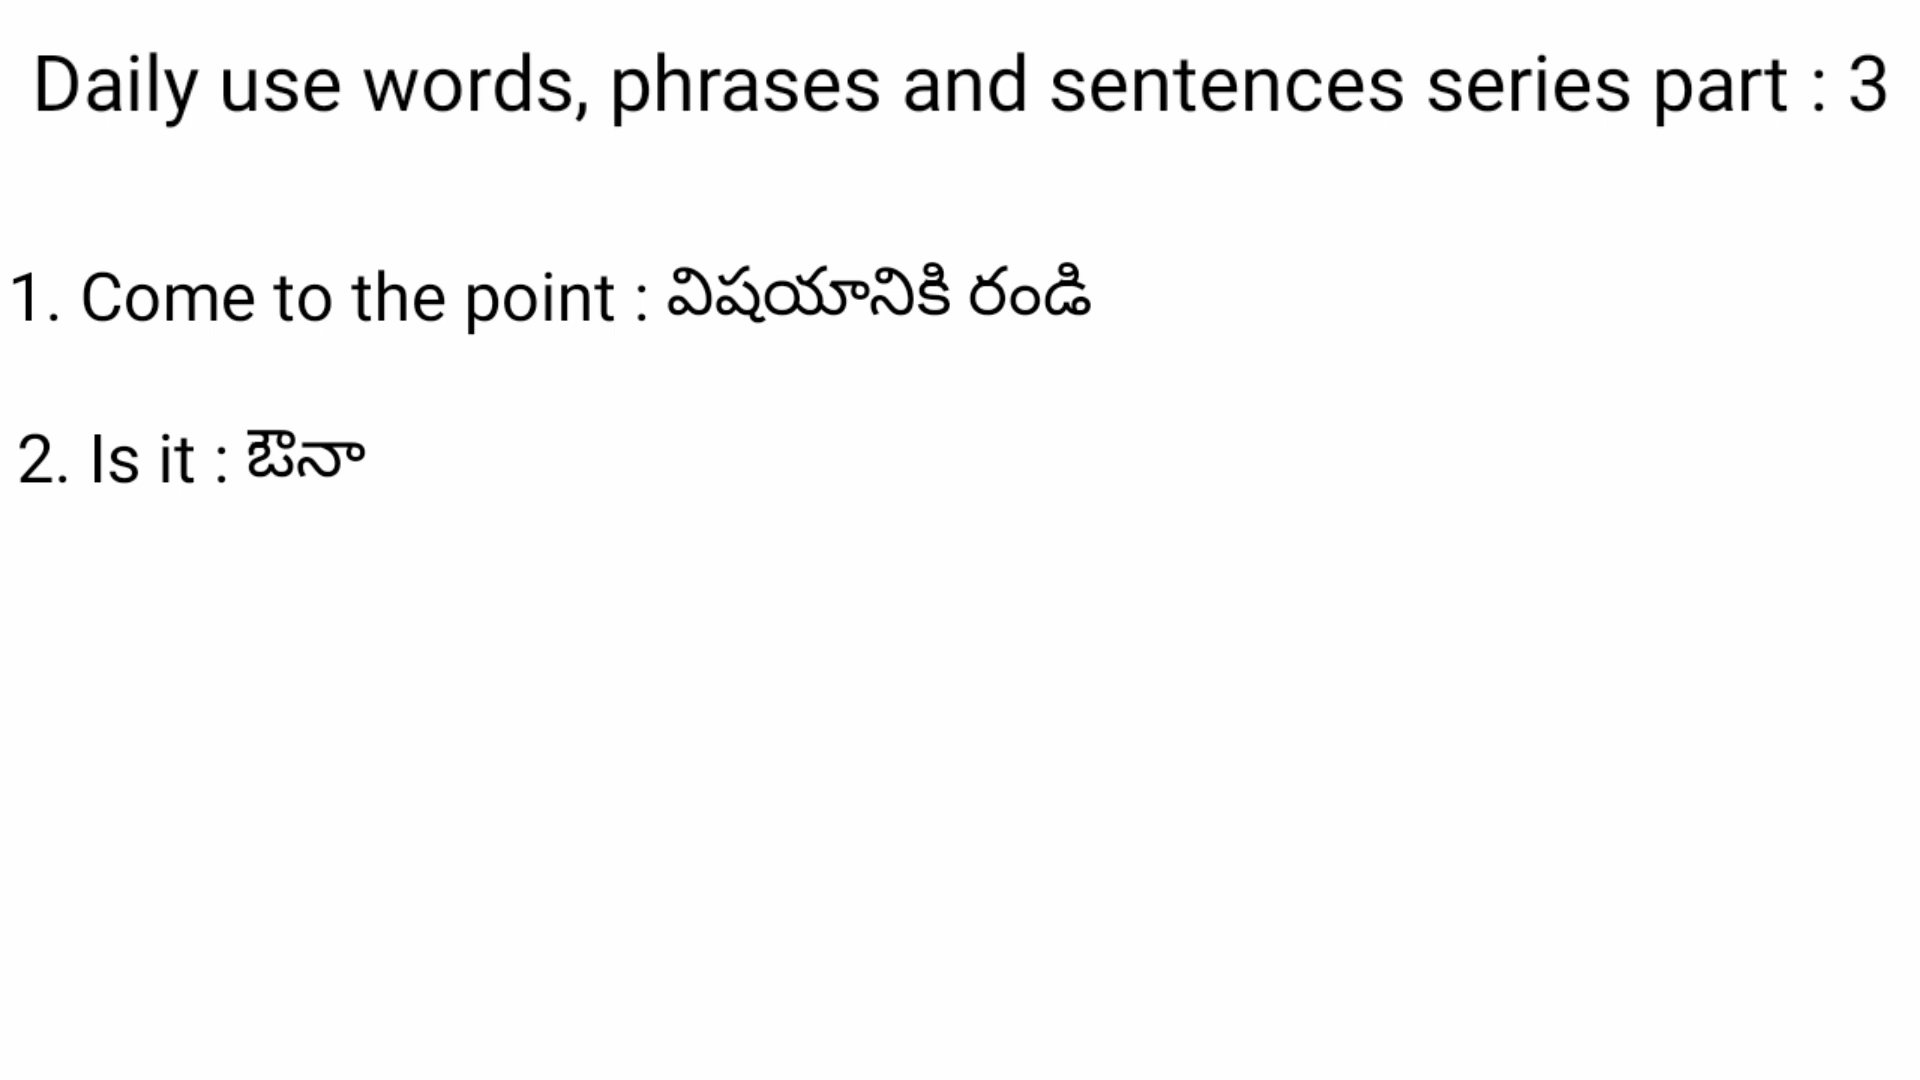 Daily use words, phrases and sentences series part : 3
1. Come to the point : విషయానికి రండి
2. Is it : ఔనా